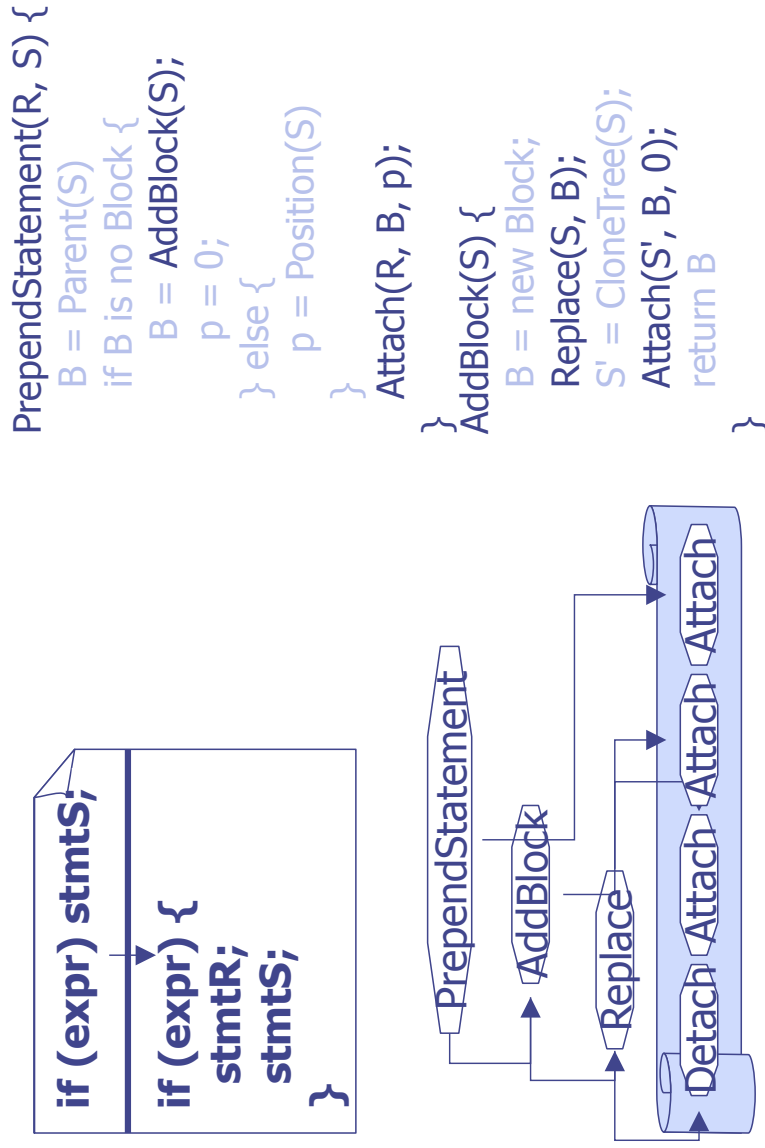 if (expr) stmtS;
if (expr) {
stmtR;
stmtS;
}
PrependStatement
AddBlock
Replace
Detach Attach Attach Attach
PrependStatement(R, S) {
B = Parent(S)
if B is no Block {
B = AddBlock(S);
p = 0;
} else {
p = Position(S)
}
Attach(R, B, p);
}
AddBlock(S) {
B = new Block;
Replace(S, B);
S' = CloneTree(S);
Attach(S', B, 0);
return B
}